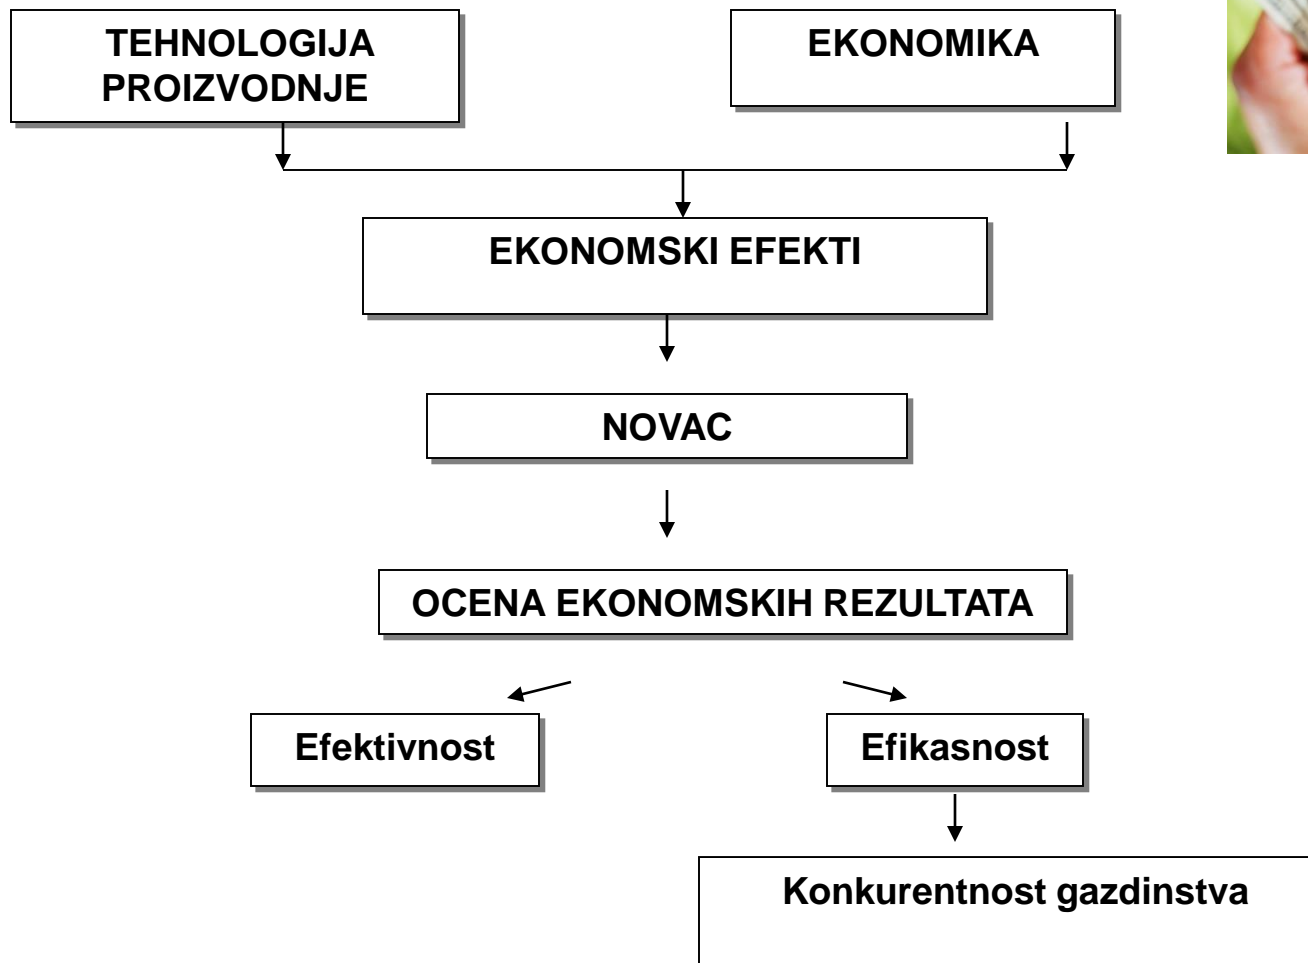 TEHNOLOGIJA
PROIZVODNJE
EKONOMIKA
EKONOMSKI EFEKTI
NOVAC
OCENA EKONOMSKIH REZULTATA
Efektivnost
Efikasnost
Konkurentnost gazdinstva